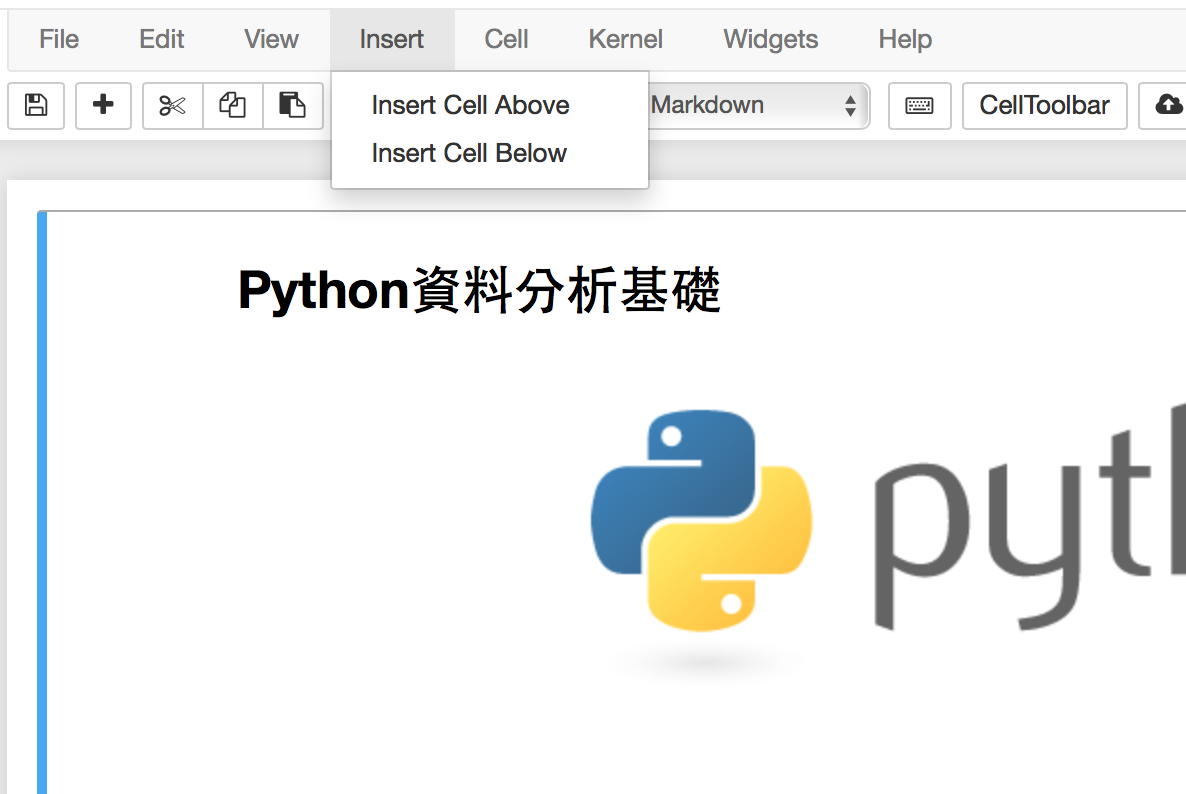 File Edit View Insert Cell Kernel Widgets Help
Insert Cell Above
Markdown
CellToolbar
Insert Cell Below
Python資料分析基礎
pyth